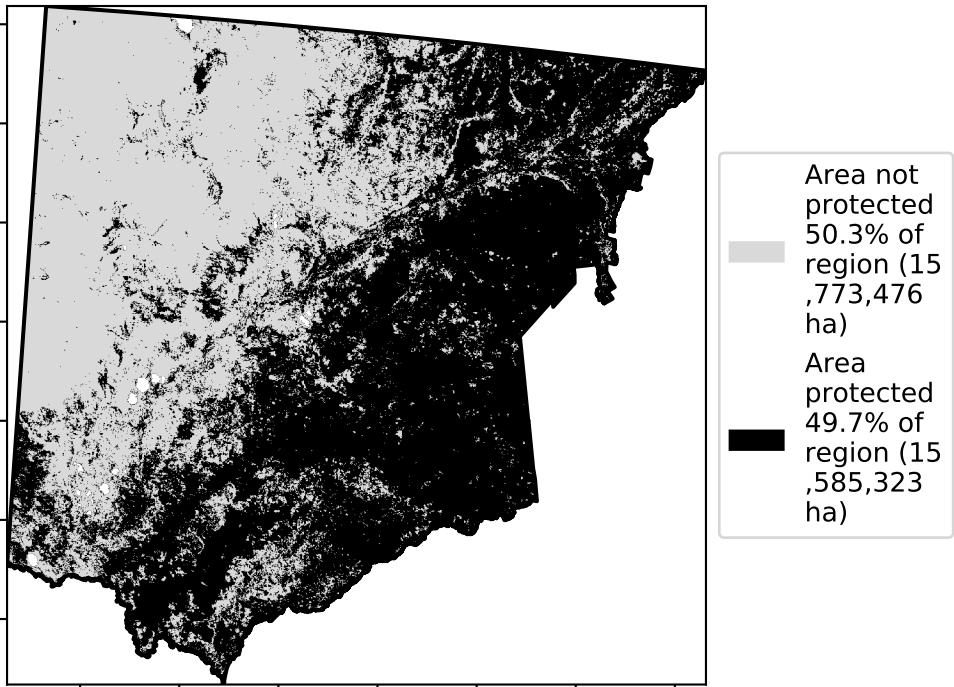 Area not
protected
50.3% of
region (15
,773,476
ha)
Area
protected
49.7% of
region (15
,585,323
ha)